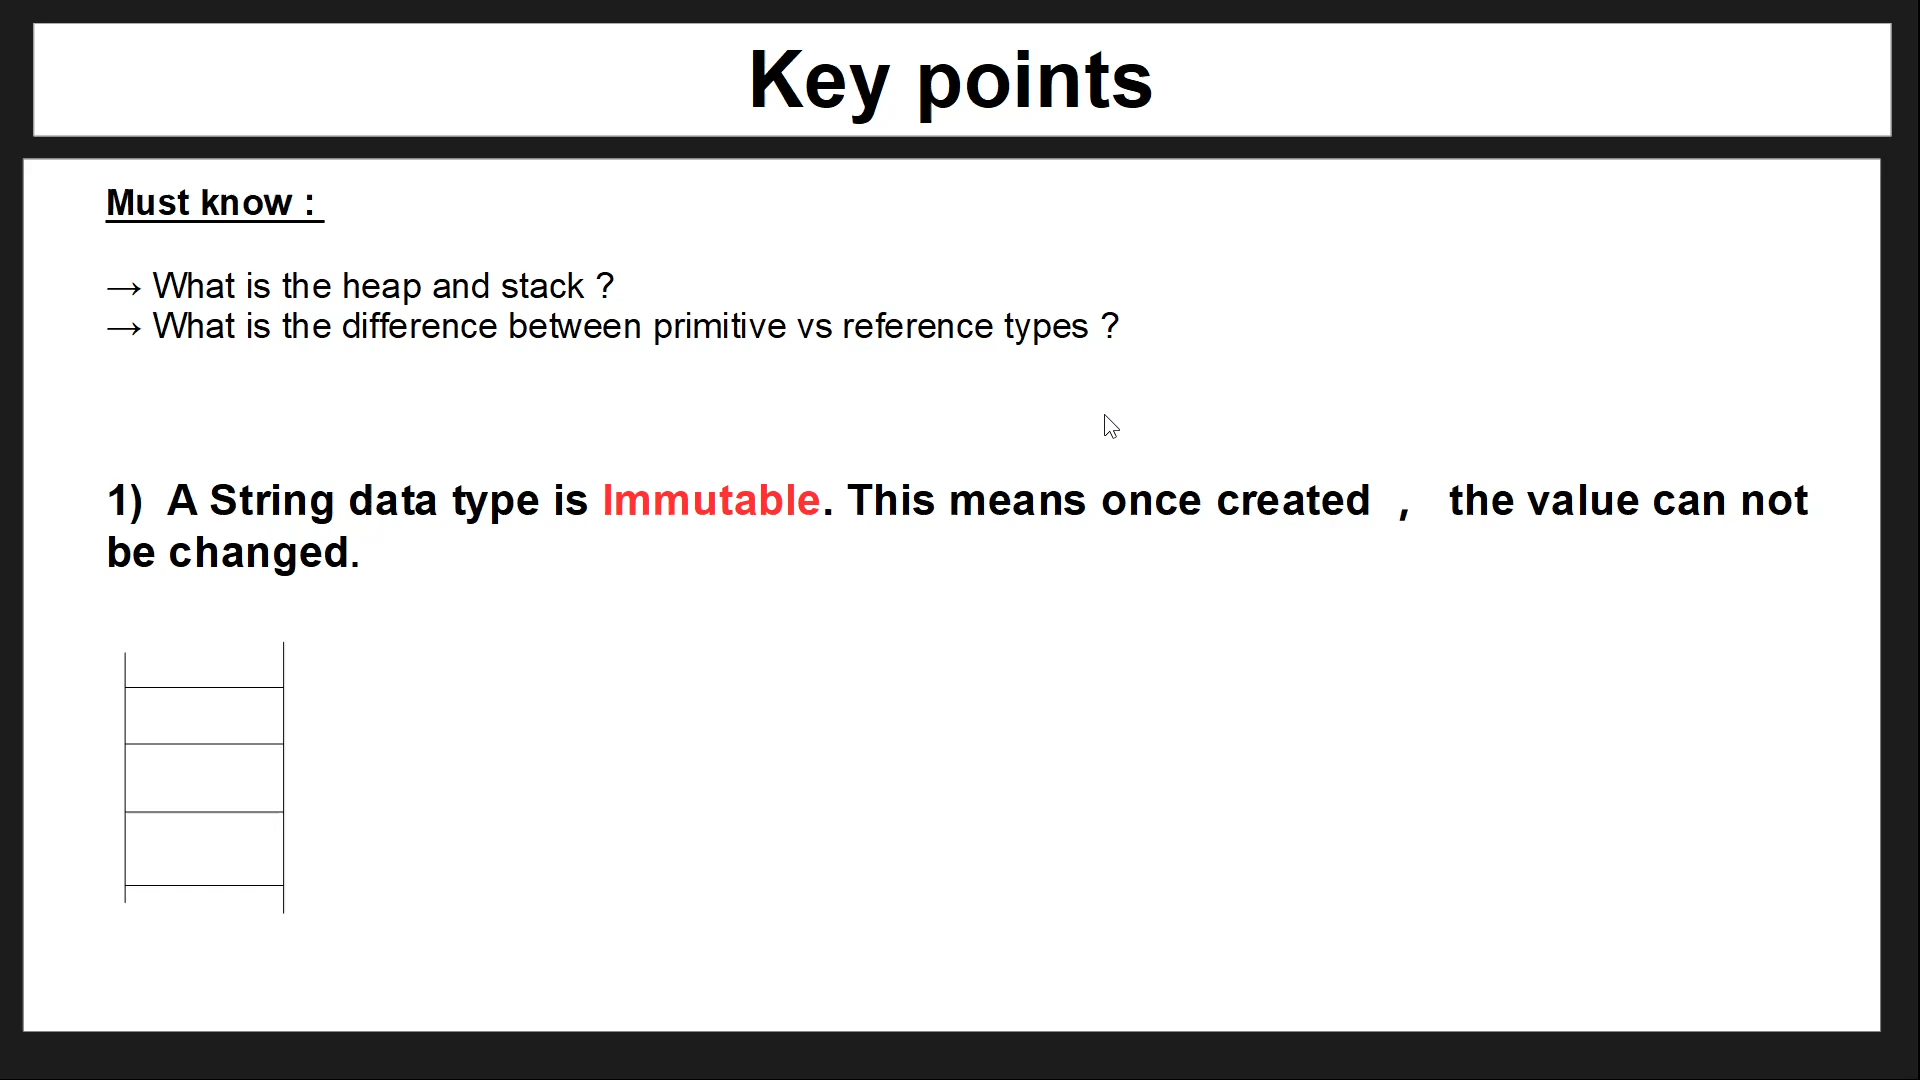 Key points
Must know :
→ What is the heap and stack ?
→ What is the difference between primitive vs reference types ?
1) A String data type is Immutable. This means once created , the value can not
be changed.